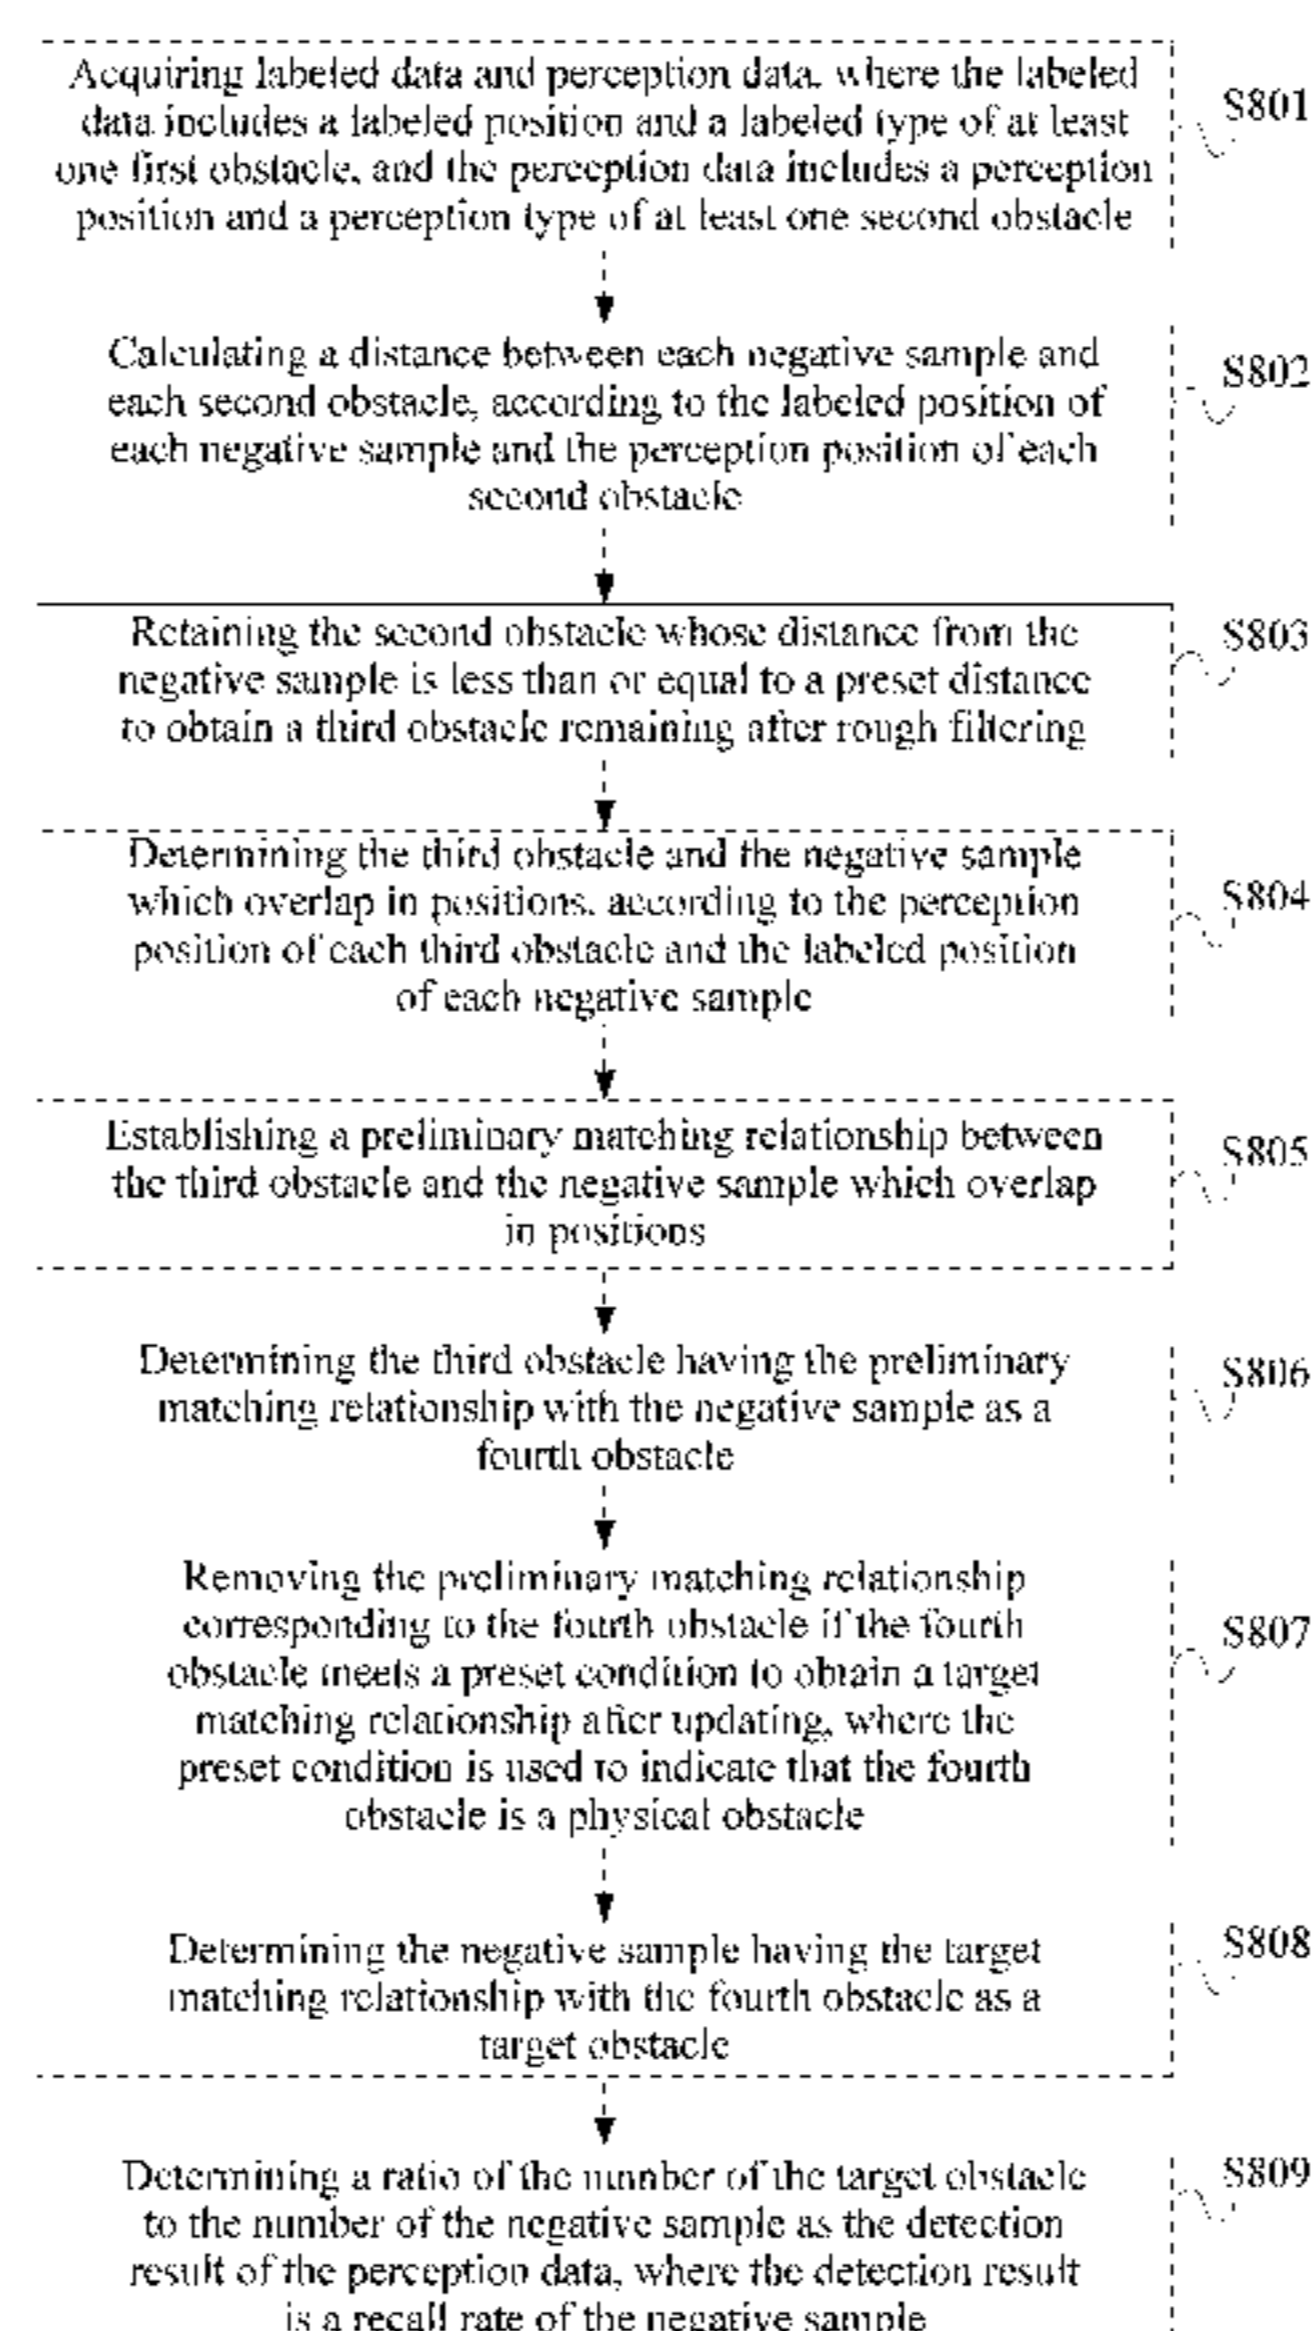 Acquiring labeled data and perception data, where the labeled
data includes a labeled position and a labeled type of at least
one first obstacle, and the perception data includes a perception
position and a perception type of at least one second obstacle
S801
Calculating a distance between each negative sample and
each second obstacle, according to the labeled position of
each negative sample and the perception position of each
second obstacle
S802
Retaining the second obstacle whose distance from the
negative sample is less than or equal to a preset distance
to obtain a third obstacle remaining after rough filtering
S803
Determining the third obstacle and the negative sample
which overlap in positions, according to the perception
position of each third obstacle and the labeled position
of each negative sample
S804
Establishing a preliminary matching relationship between
the third obstacle and the negative sample which overlap
in positions
S805
Determining the third obstacle having the preliminary
matching relationship with the negative sample as a
fourth obstacle
S806
Removing the preliminary matching relationship
corresponding to the fourth obstacle if the fourth
obstacle meets a preset condition to obtain a target
matching relationship after updating, where the
preset condition is used to indicate that the fourth
obstacle is a physical obstacle
S807
Determining the negative sample having the target
matching relationship with the fourth obstacle as a
target obstacle
S808
Determining a ratio of the number of the target obstacle
to the number of the negative sample as the detection
result of the perception data, where the detection result
is a recall rate of the negative sample
S809